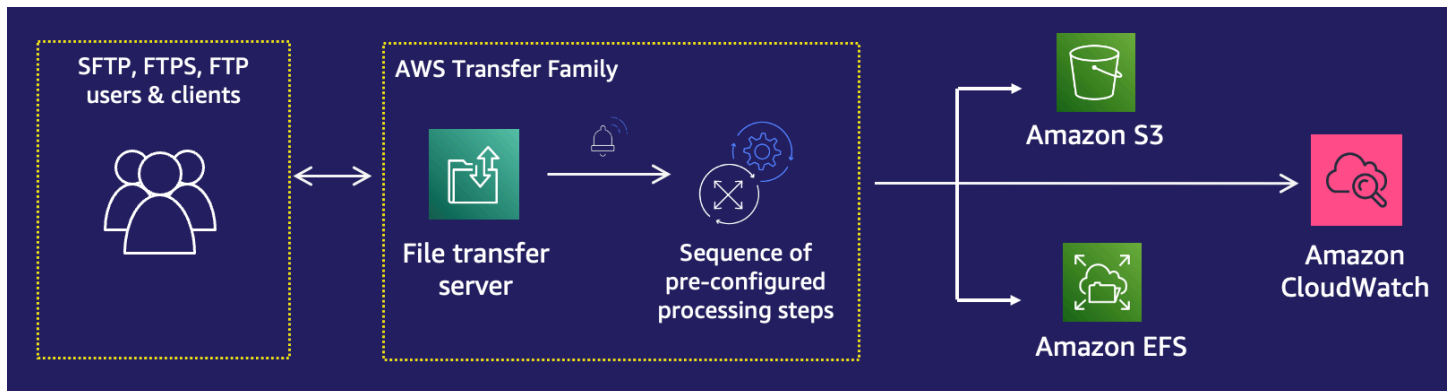 SFTP, FTPS, FTP
users & clients
AWS Transfer Family
File transfer
server
Sequence of
pre-configured
processing steps
Amazon S3
Amazon EFS
Amazon
CloudWatch